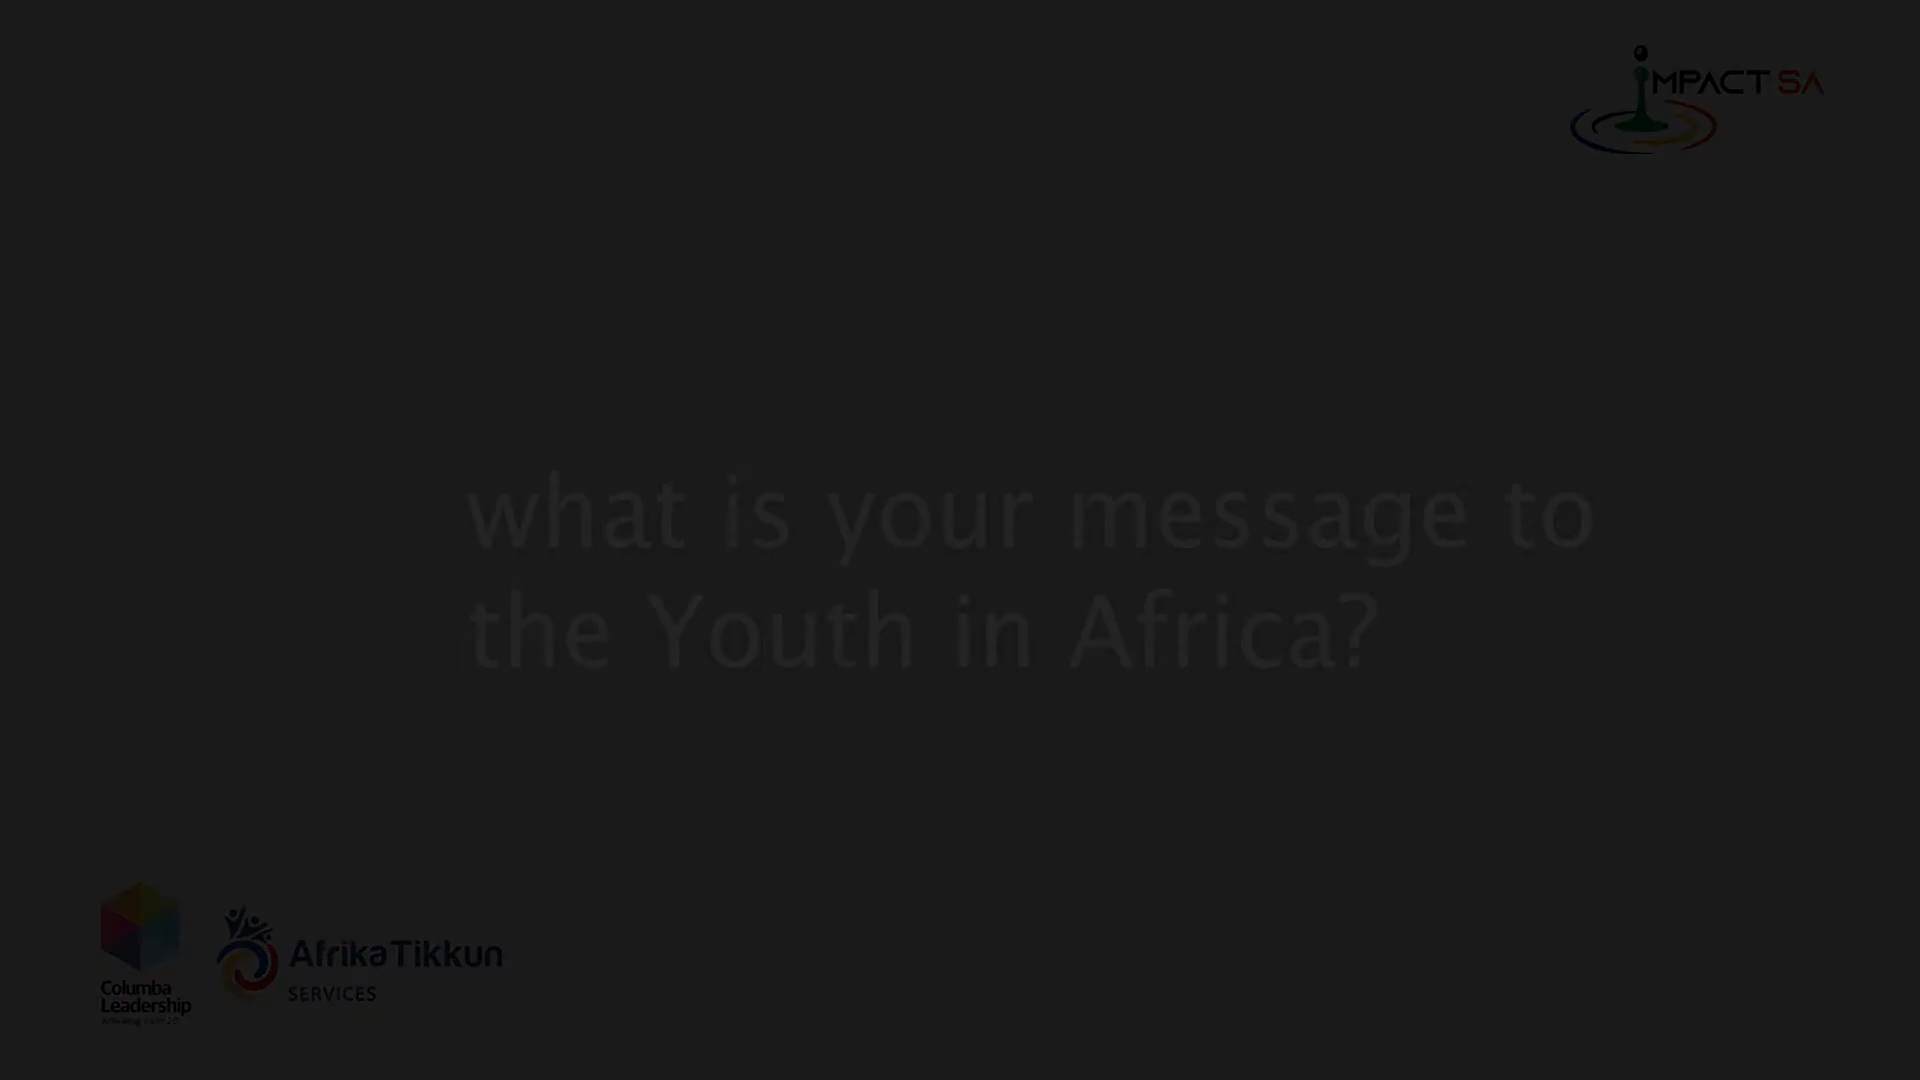 iMPACT SA
what is your message to
the Youth in Africa?
Columba
Leadership
AfrikaTikkun
SERVICES